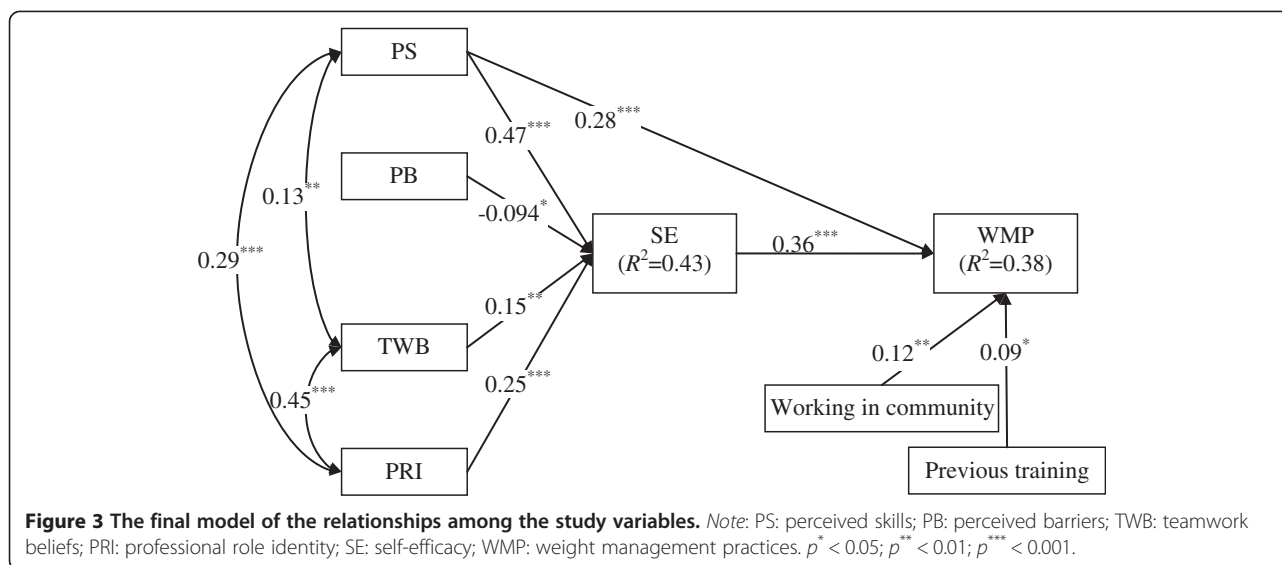 PS
0.47***
0.28***
PB
0.13**
-0.094*
SE
(R²=0.43)
0.36***
WMP
(R²=0.38)
0.29***
0.15**
TWB
0.12**
0.09*
0.45***
0.25***
Working in community
PRI
Previous training
Figure 3 The final model of the relationships among the study variables. Note: PS: perceived skills; PB: perceived barriers; TWB: teamwork
beliefs; PRI: professional role identity; SE: self-efficacy; WMP: weight management practices. p* < 0.05; p** < 0.01; p*** < 0.001.